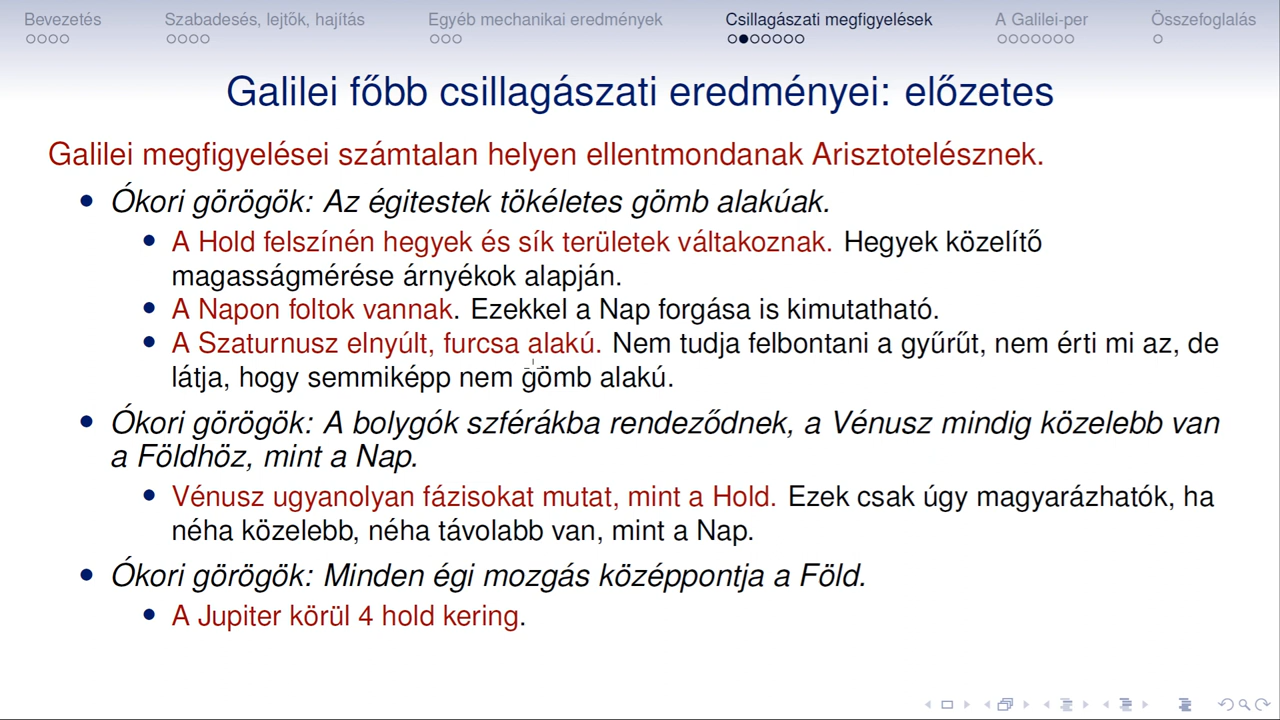 Bevezetés Szabadesés, lejtők, hajítás Egyéb mechanikai eredmények Csillagászati megfigyelések A Galilei-per Összefoglalás
Galilei főbb csillagászati eredményei: előzetes
Galilei megfigyelései számtalan helyen ellentmondanak Arisztotelésznek.
Ókori görögök: Az égitestek tökéletes gömb alakúak.
A Hold felszínén hegyek és sík területek váltakoznak. Hegyek közelítő
magasságmérése árnyékok alapján.
A Napon foltok vannak. Ezekkel a Nap forgása is kimutatható.
A Szaturnusz elnyúlt, furcsa alakú. Nem tudja felbontani a gyűrűt, nem érti mi az, de
látja, hogy semmiképp nem gömb alakú.
Ókori görögök: A bolygók szférákba rendeződnek, a Vénusz mindig közelebb van
a Földhöz, mint a Nap.
Vénusz ugyanolyan fázisokat mutat, mint a Hold. Ezek csak úgy magyarázhatók, ha
néha közelebb, néha távolabb van, mint a Nap.
Ókori görögök: Minden égi mozgás középpontja a Föld.
A Jupiter körül 4 hold kering.